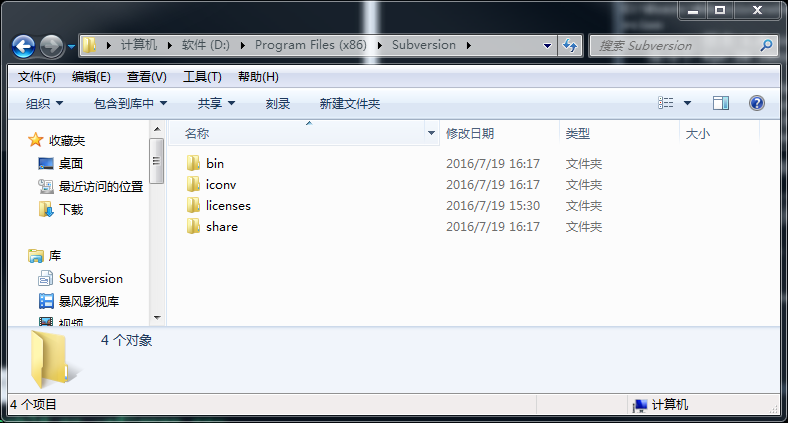 计算机 软件 (D:) Program Files (x86) Subversion 搜索 Subversion
文件(F) 编辑(E) 查看(V) 工具(T) 帮助(H)
组织 包含到库中 共享 刻录 新建文件夹
收藏夹
桌面
最近访问的位置
下载
库
Subversion
暴风影视库
视频
名称 修改日期 类型 大小
bin 2016/7/19 16:17 文件夹
iconv 2016/7/19 16:17 文件夹
licenses 2016/7/19 15:30 文件夹
share 2016/7/19 16:17 文件夹
4 个对象
4 个项目 计算机